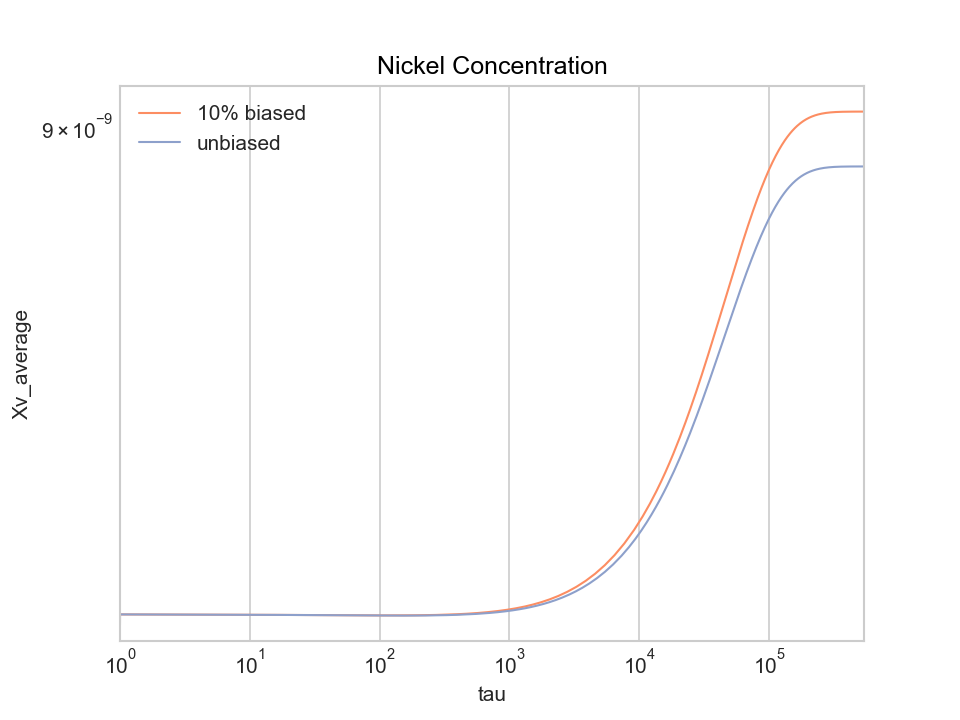 Nickel Concentration
10% biased
unbiased
9 × 10⁻⁹
Xv_average
10⁰ 10¹ 10² 10³ 10⁴ 10⁵
tau